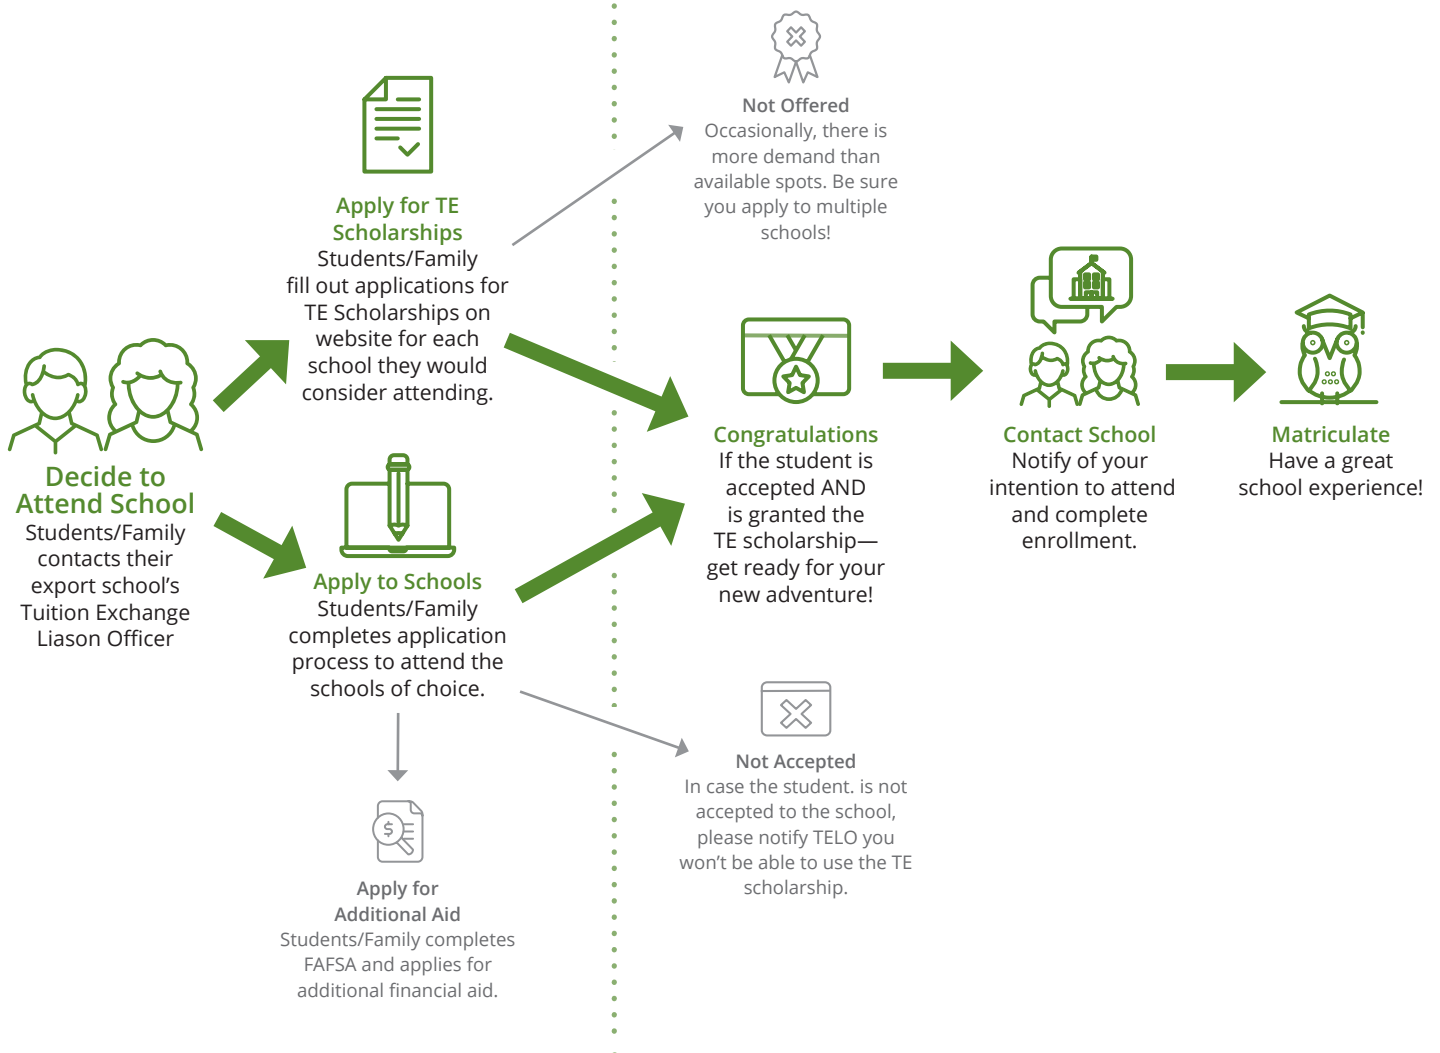 Decide to
Attend School
Students/Family
contacts their
export school's
Tuition Exchange
Liason Officer
Apply for TE
Scholarships
Students/Family
fill out applications for
TE Scholarships on
website for each
school they would
consider attending.
Apply to Schools
Students/Family
completes application
process to attend the
schools of choice.
$
Apply for
Additional Aid
Students/Family completes
FAFSA and applies for
additional financial aid.
Not Offered
Occasionally, there is
more demand than
available spots. Be sure
you apply to multiple
schools!
Congratulations
If the student is
accepted AND
is granted the
TE scholarship—
get ready for your
new adventure!
Not Accepted
In case the student. is not
accepted to the school,
please notify TELO you
won't be able to use the TE
scholarship.
Contact School
Notify of your
intention to attend
and complete
enrollment.
Matriculate
Have a great
school experience!